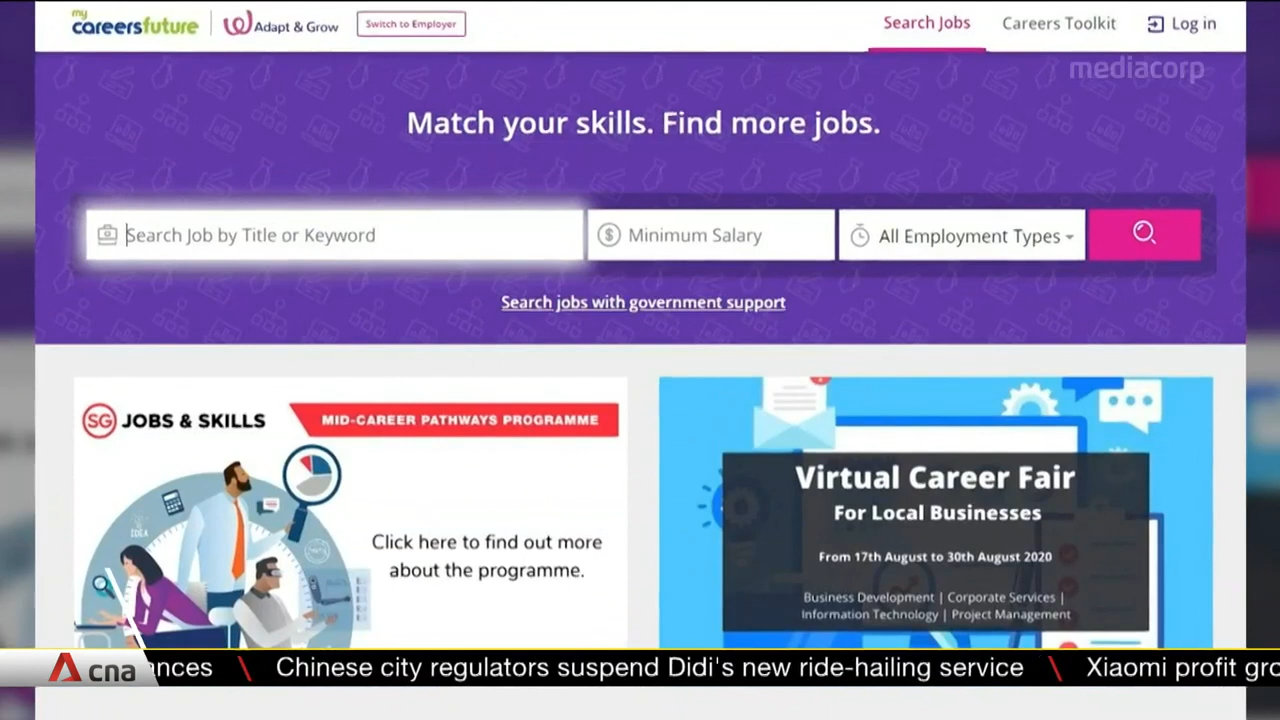 my
careersfuture
Adapt & Grow
Switch to Employer
Search Jobs
Careers Toolkit
Log in
mediacorp
Match your skills. Find more jobs.
Search Job by Title or Keyword
$ Minimum Salary
All Employment Types
Search jobs with government support
SG JOBS & SKILLS
MID-CAREER PATHWAYS PROGRAMME
IDEA
Click here to find out more
about the programme.
Virtual Career Fair
For Local Businesses
From 17th August to 30th August 2020
Business Development | Corporate Services |
Information Technology | Project Management
cna
nces \ Chinese city regulators suspend Didi's new ride-hailing service \ Xiaomi profit gro